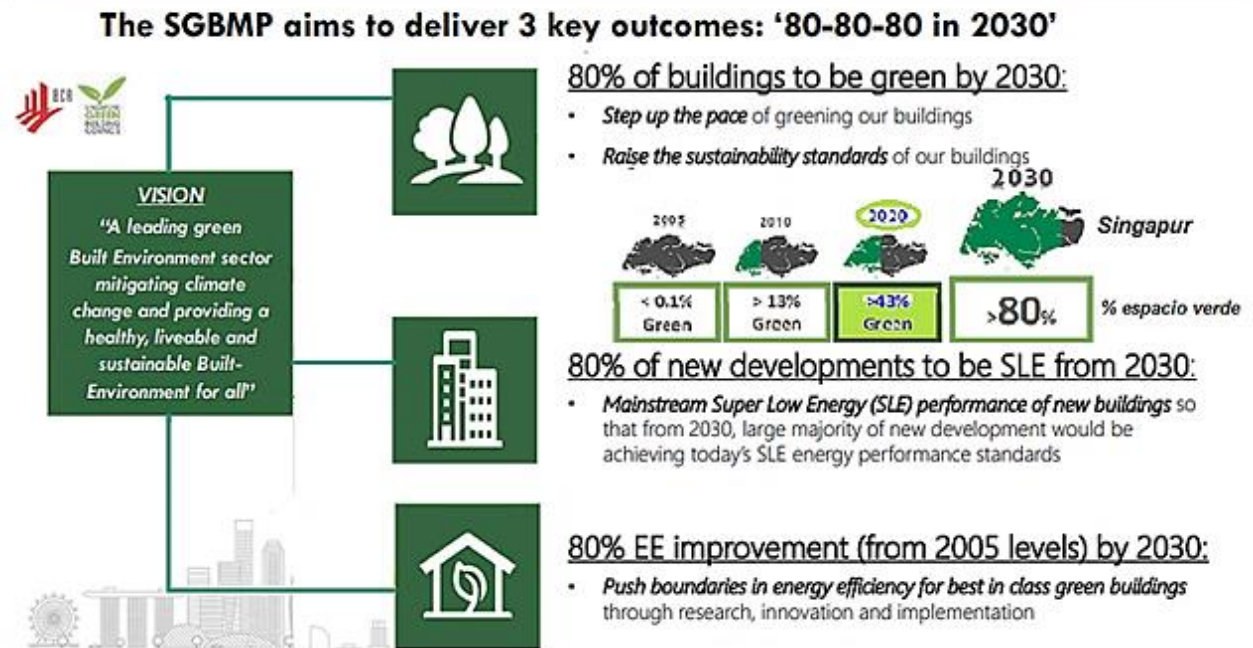 The SGBMP aims to deliver 3 key outcomes: '80-80-80 in 2030'
BCA
SINGAPORE
GREEN
BUILDING
COUNCIL
VISION
"A leading green
Built Environment sector
mitigating climate
change and providing a
healthy, liveable and
sustainable Built-
Environment for all"
80% of buildings to be green by 2030:
• Step up the pace of greening our buildings
• Raise the sustainability standards of our buildings
2005
2010
2020
2030
Singapur
< 0.1%
Green
> 13%
Green
>43%
Green
>80%
% espacio verde
80% of new developments to be SLE from 2030:
• Mainstream Super Low Energy (SLE) performance of new buildings so
that from 2030, large majority of new development would be
achieving today's SLE energy performance standards
80% EE improvement (from 2005 levels) by 2030:
• Push boundaries in energy efficiency for best in class green buildings
through research, innovation and implementation